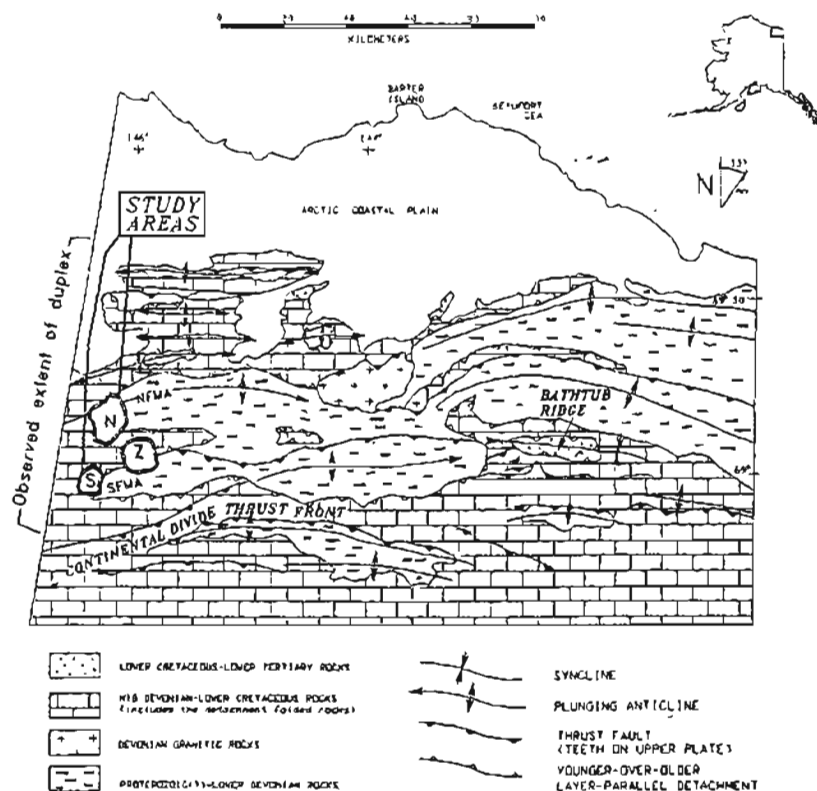 KILOMETERS
BARTER
ISLAND
BEAUFORT
SEA
146°
N
STUDY
AREAS
ARCTIC COASTAL PLAIN
Observed extent of duplex
NFMA
BATHTUB
RIDGE
N
Z
S
SFMA
69°
CONTINENTAL DIVIDE THRUST FRONT
LOWER CRETACEOUS-LOWER TERTIARY ROCKS
MID DEVONIAN-LOWER CRETACEOUS ROCKS
(includes the detachment folded rocks)
DEVONIAN GRANITIC ROCKS
PROTEROZOIC(?)-LOWER DEVONIAN ROCKS
SYNCLINE
PLUNGING ANTICLINE
THRUST FAULT
(TEETH ON UPPER PLATE)
YOUNGER-OVER-OLDER
LAYER-PARALLEL DETACHMENT